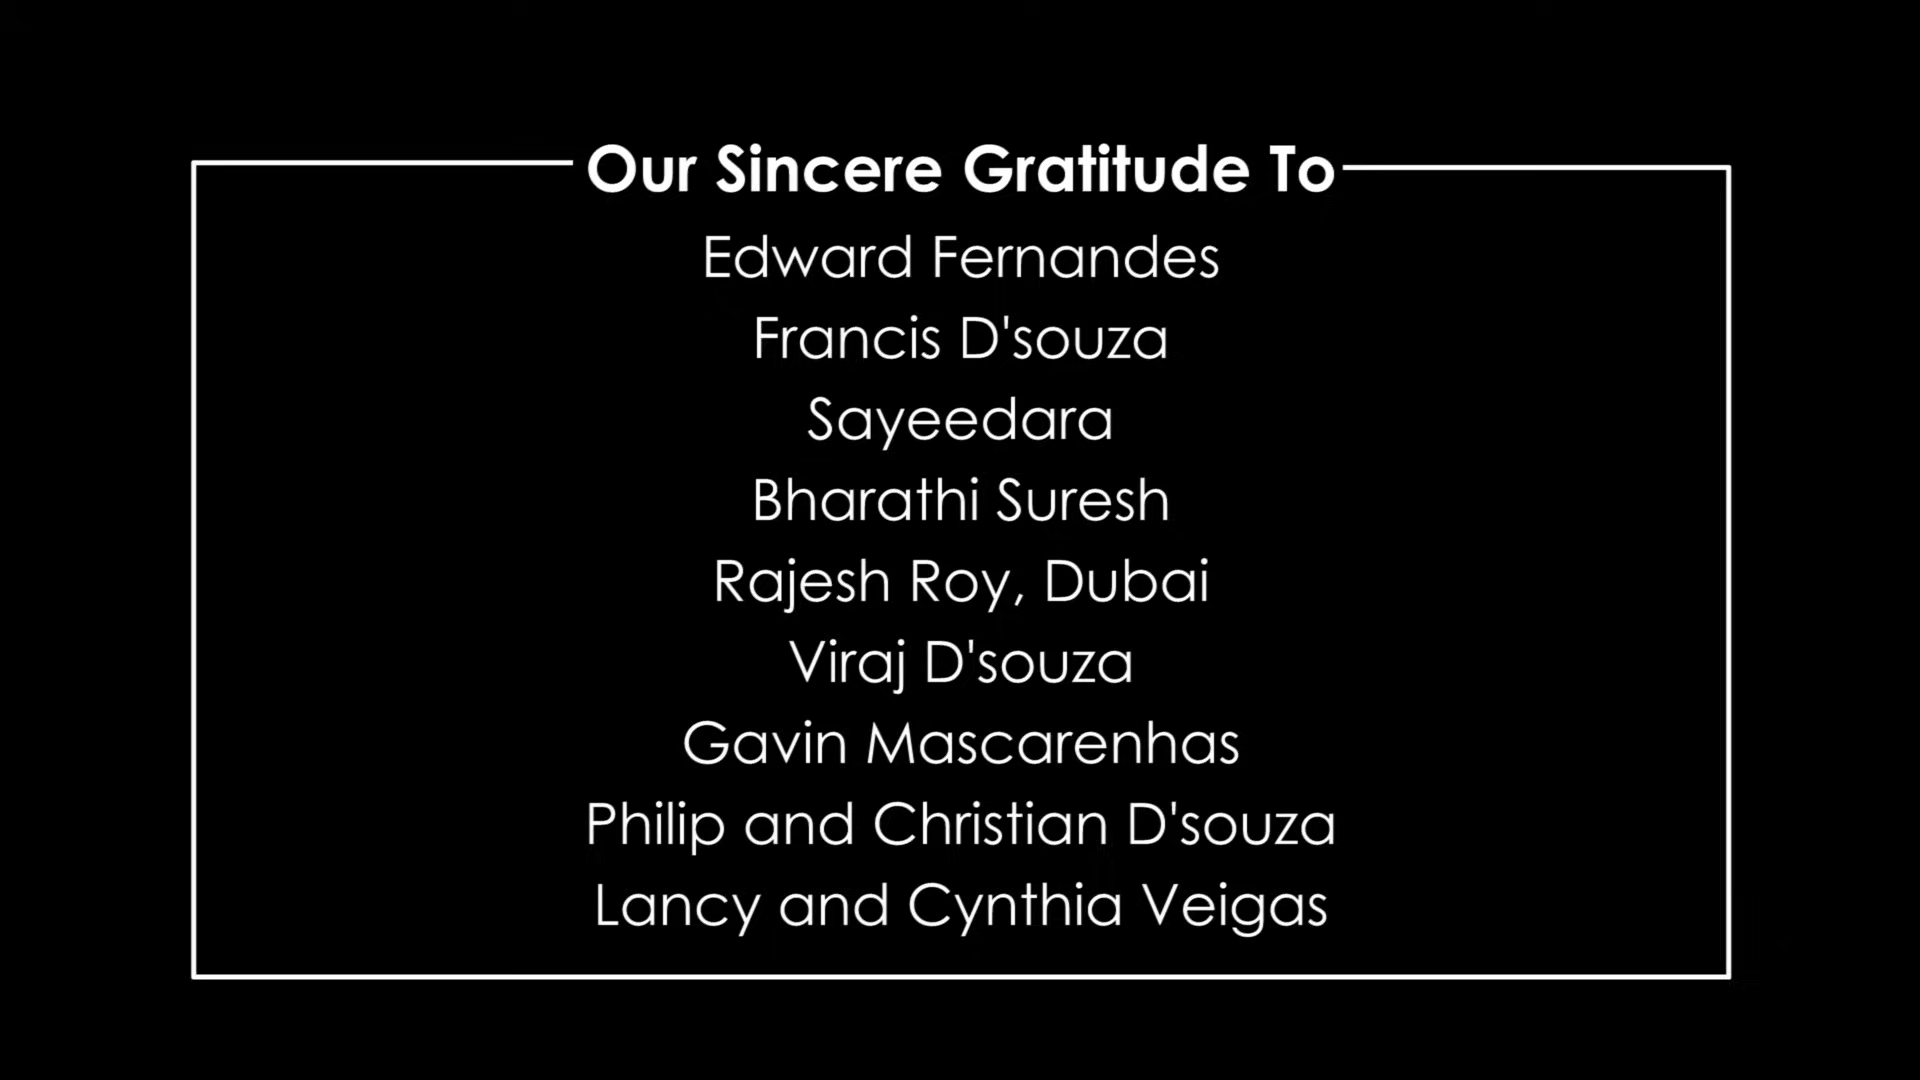 Our Sincere Gratitude To
Edward Fernandes
Francis D'souza
Sayeedara
Bharathi Suresh
Rajesh Roy, Dubai
Viraj D'souza
Gavin Mascarenhas
Philip and Christian D'souza
Lancy and Cynthia Veigas